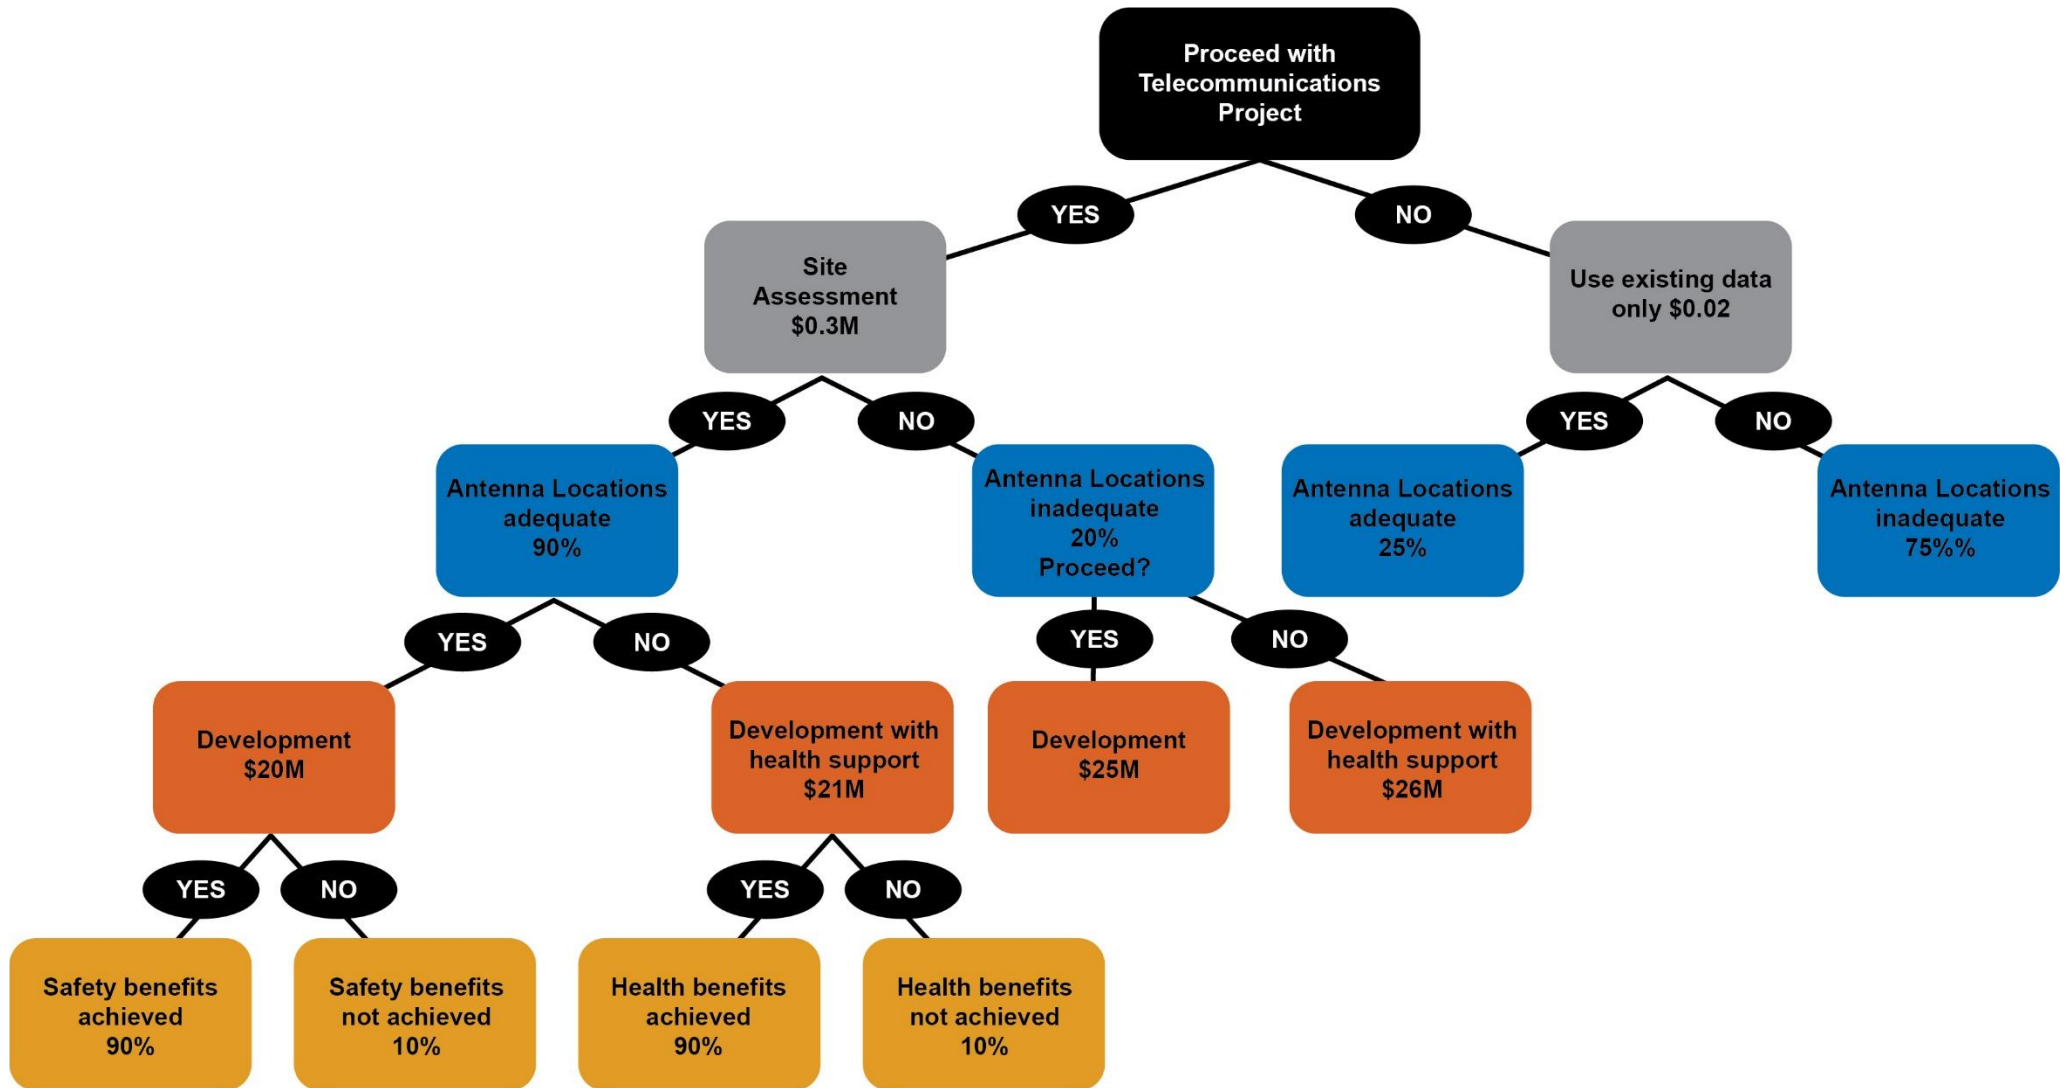 Proceed with
Telecommunications
Project
YES
NO
Site
Assessment
$0.3M
Use existing data
only $0.02
YES
NO
YES
NO
Antenna Locations
adequate
90%
Antenna Locations
inadequate
20%
Proceed?
Antenna Locations
adequate
25%
Antenna Locations
inadequate
75%%
YES
NO
YES
NO
Development
$20M
Development with
health support
$21M
Development
$25M
Development with
health support
$26M
YES
NO
YES
NO
Safety benefits
achieved
90%
Safety benefits
not achieved
10%
Health benefits
achieved
90%
Health benefits
not achieved
10%